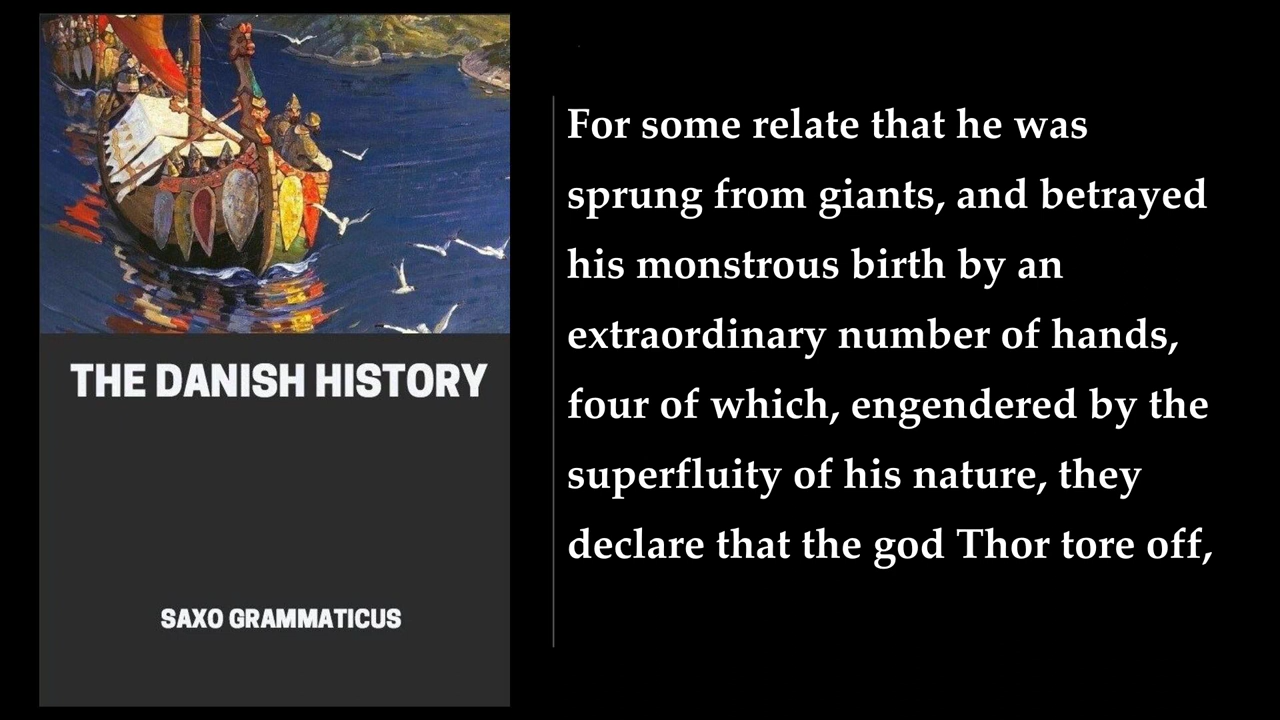 THE DANISH HISTORY
SAXO GRAMMATICUS
For some relate that he was
sprung from giants, and betrayed
his monstrous birth by an
extraordinary number of hands,
four of which, engendered by the
superfluity of his nature, they
declare that the god Thor tore off,